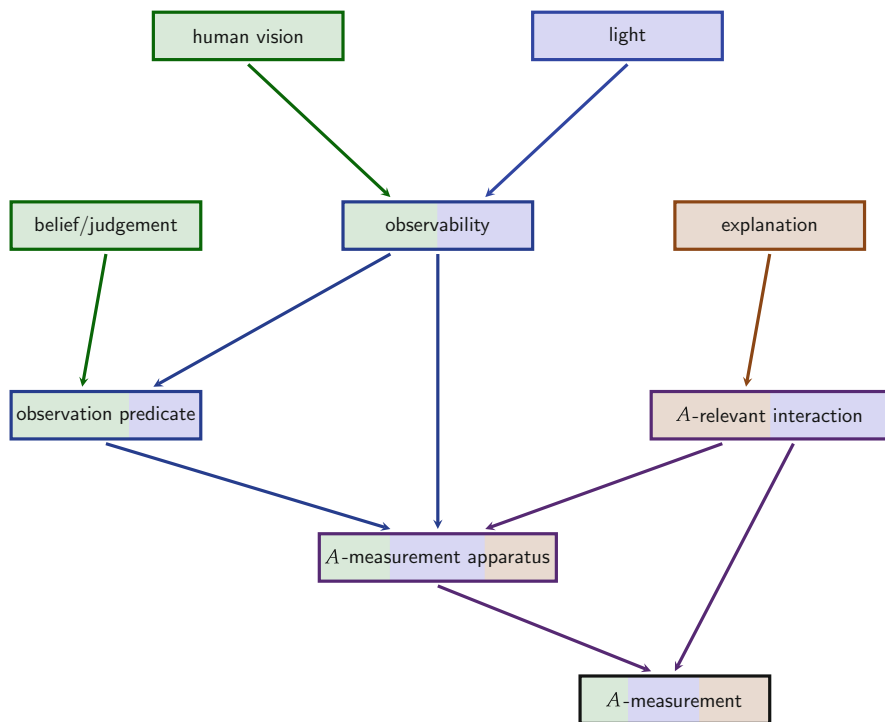 human vision
light
belief/judgement
observability
explanation
observation predicate
A-relevant interaction
A-measurement apparatus
A-measurement